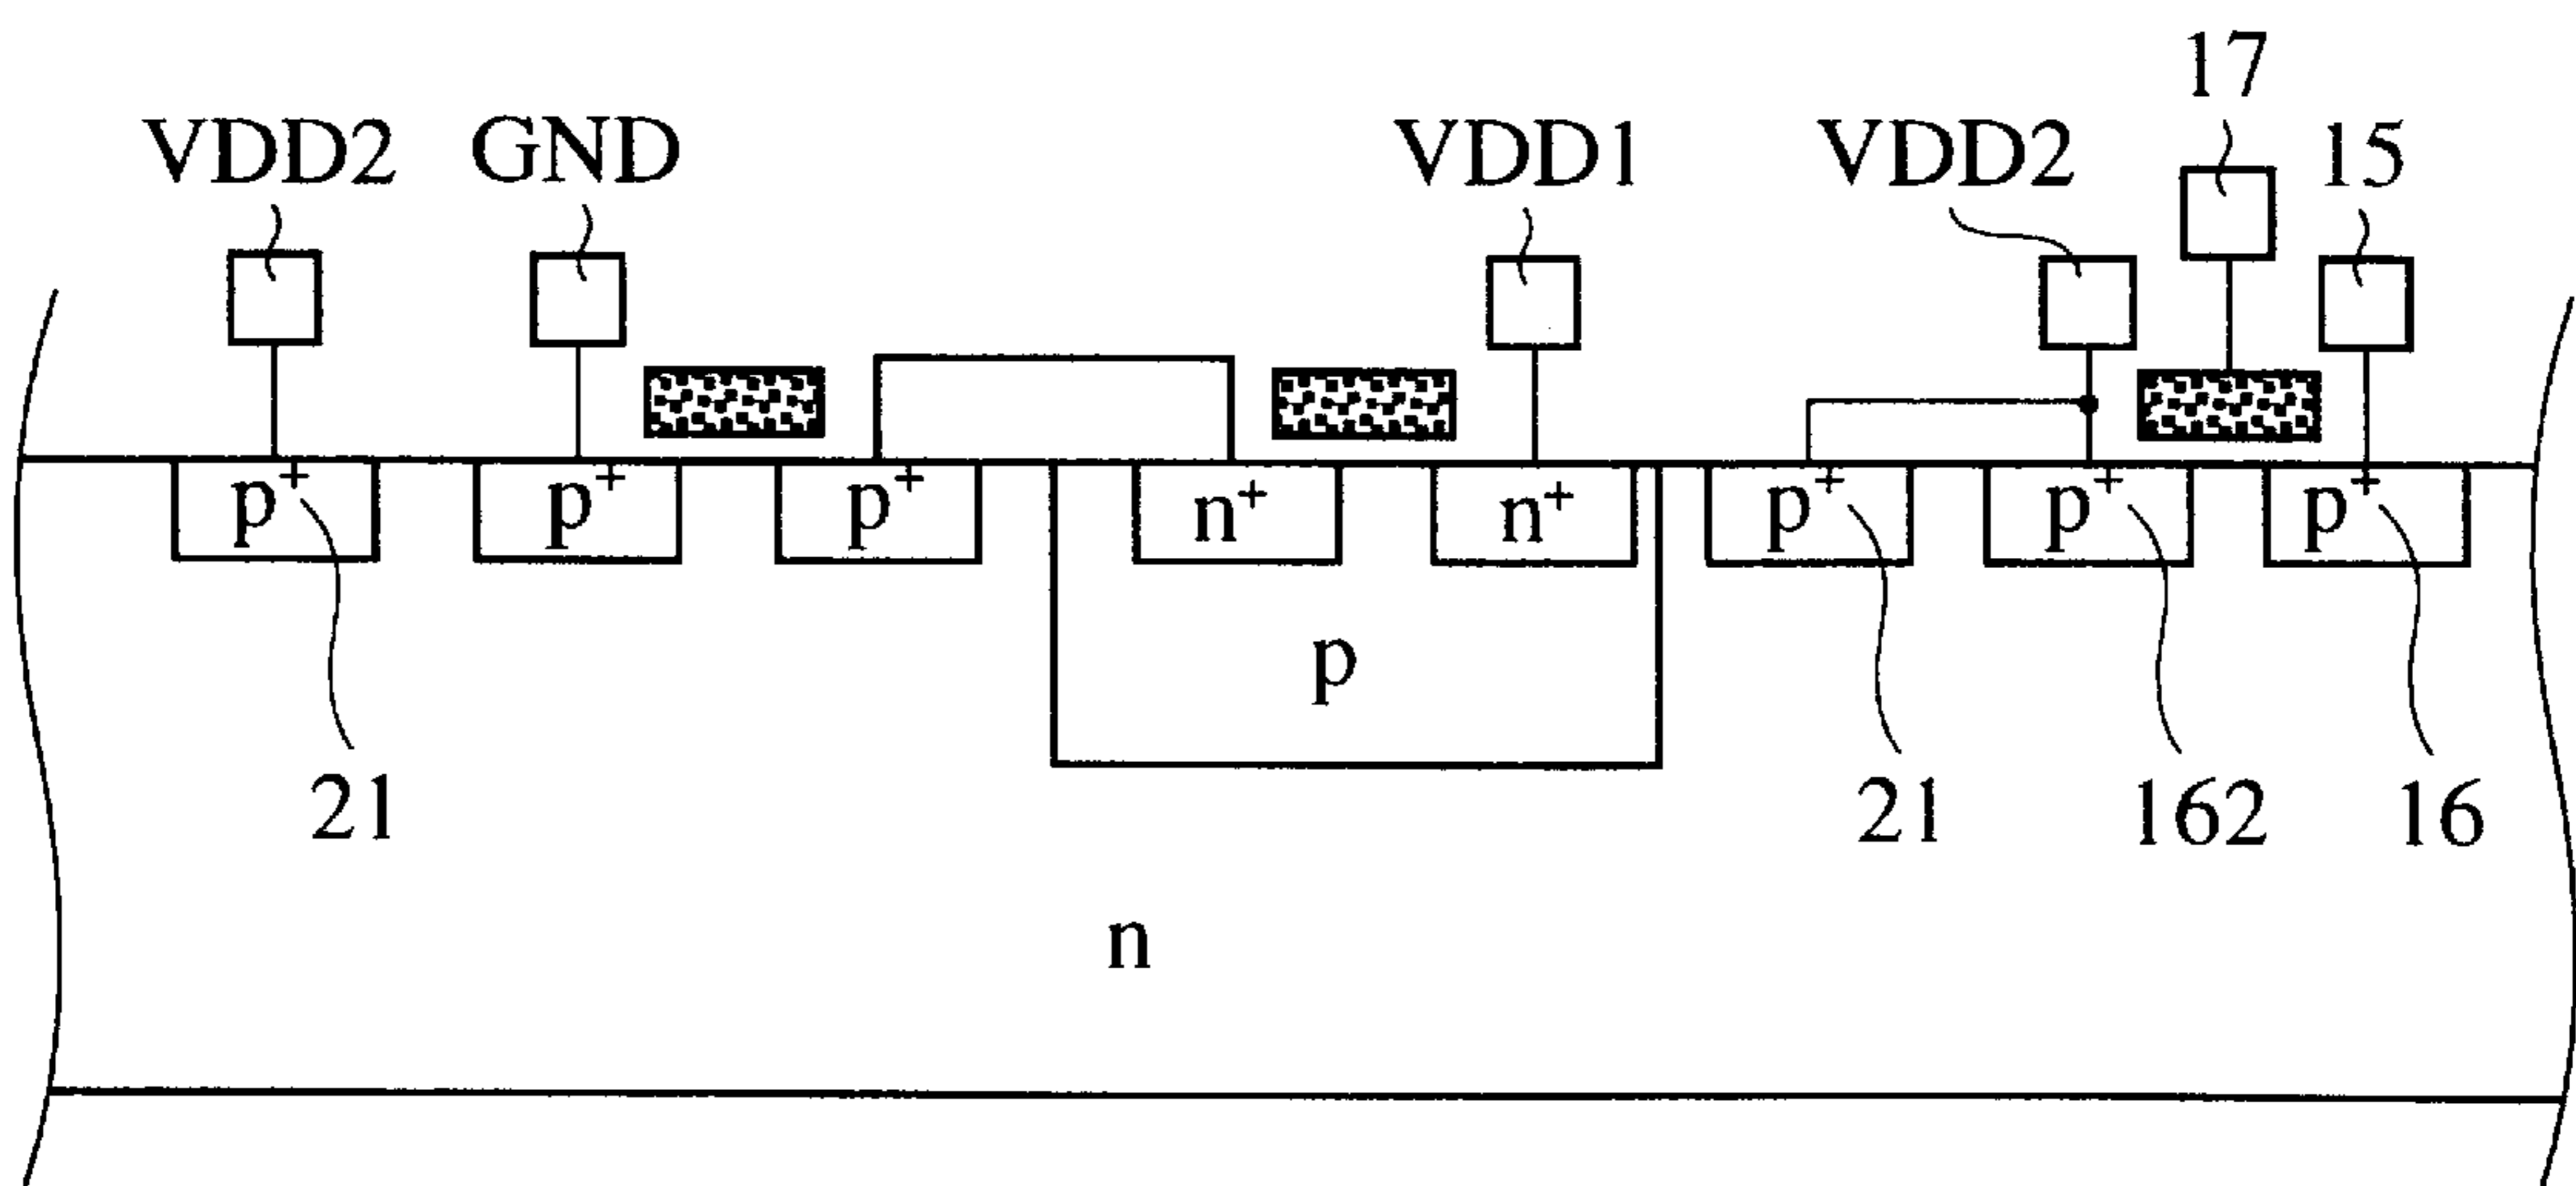 17
VDD2 GND VDD1 VDD2 15
p+ p+ p+ n+ n+ p+ p+ p+
p
21 21 162 16
n